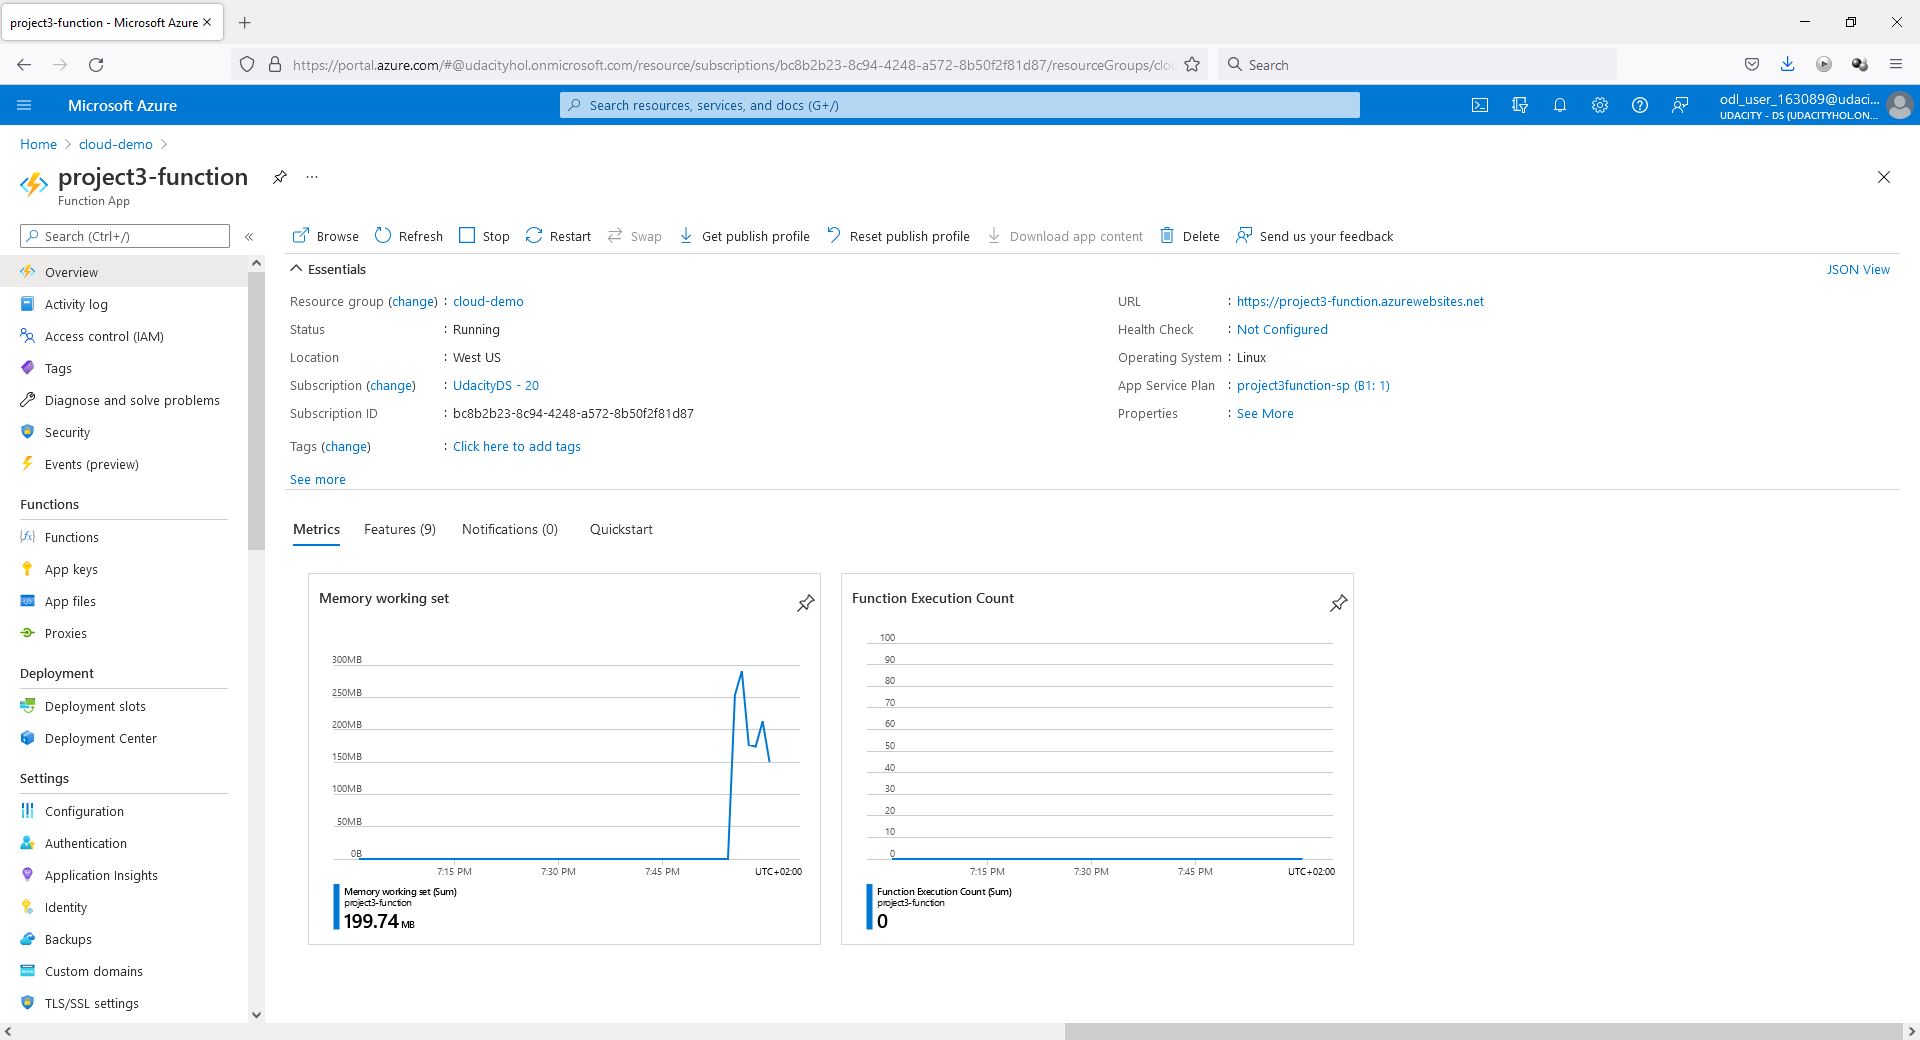 project3-function - Microsoft Azure
https://portal.azure.com/#@udacityhol.onmicrosoft.com/resource/subscriptions/bc8b2b23-8c94-4248-a572-8b50f2f81d87/resourceGroups/clou
Search
Microsoft Azure
Search resources, services, and docs (G+/)
odl_user_163089@udaci...
UDACITY - DS (UDACITYHOL.ON...
Home > cloud-demo >
project3-function
...
Function App
Search (Ctrl+/)
«
Overview
Activity log
Access control (IAM)
Tags
Diagnose and solve problems
Security
Events (preview)
Functions
Functions
App keys
App files
Proxies
Deployment
Deployment slots
Deployment Center
Settings
Configuration
Authentication
Application Insights
Identity
Backups
Custom domains
TLS/SSL settings
Browse Refresh Stop Restart Swap Get publish profile Reset publish profile Download app content Delete Send us your feedback
Essentials
JSON View
Resource group (change) : cloud-demo
Status : Running
Location : West US
Subscription (change) : UdacityDS - 20
Subscription ID : bc8b2b23-8c94-4248-a572-8b50f2f81d87
Tags (change) : Click here to add tags
See more
URL : https://project3-function.azurewebsites.net
Health Check : Not Configured
Operating System : Linux
App Service Plan : project3function-sp (B1: 1)
Properties : See More
Metrics Features (9) Notifications (0) Quickstart
Memory working set
300MB
250MB
200MB
150MB
100MB
50MB
0B
7:15 PM 7:30 PM 7:45 PM UTC+02:00
Memory working set (Sum)
project3-function
199.74 MB
Function Execution Count
100
90
80
70
60
50
40
30
20
10
0
7:15 PM 7:30 PM 7:45 PM UTC+02:00
Function Execution Count (Sum)
project3-function
0